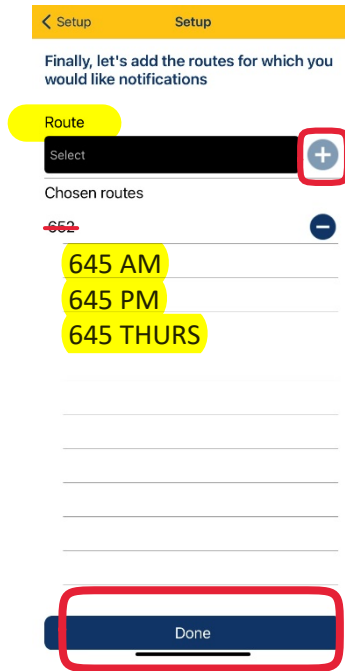 Setup Setup
Finally, let's add the routes for which you
would like notifications
Route
Select
Chosen routes
652
645 AM
645 PM
645 THURS
Done